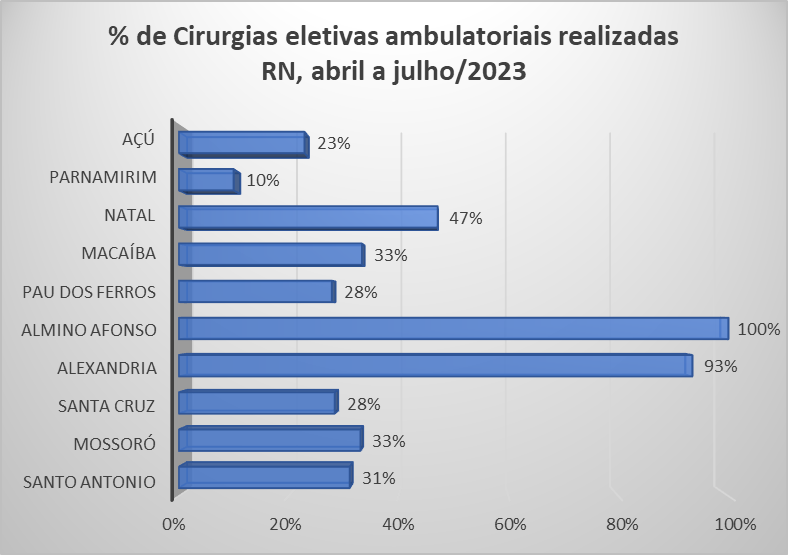 % de Cirurgias eletivas ambulatoriais realizadas
RN, abril a julho/2023
AÇÚ 23%
PARNAMIRIM 10%
NATAL 47%
MACAÍBA 33%
PAU DOS FERROS 28%
ALMINO AFONSO 100%
ALEXANDRIA 93%
SANTA CRUZ 28%
MOSSORÓ 33%
SANTO ANTONIO 31%
0% 20% 40% 60% 80% 100%